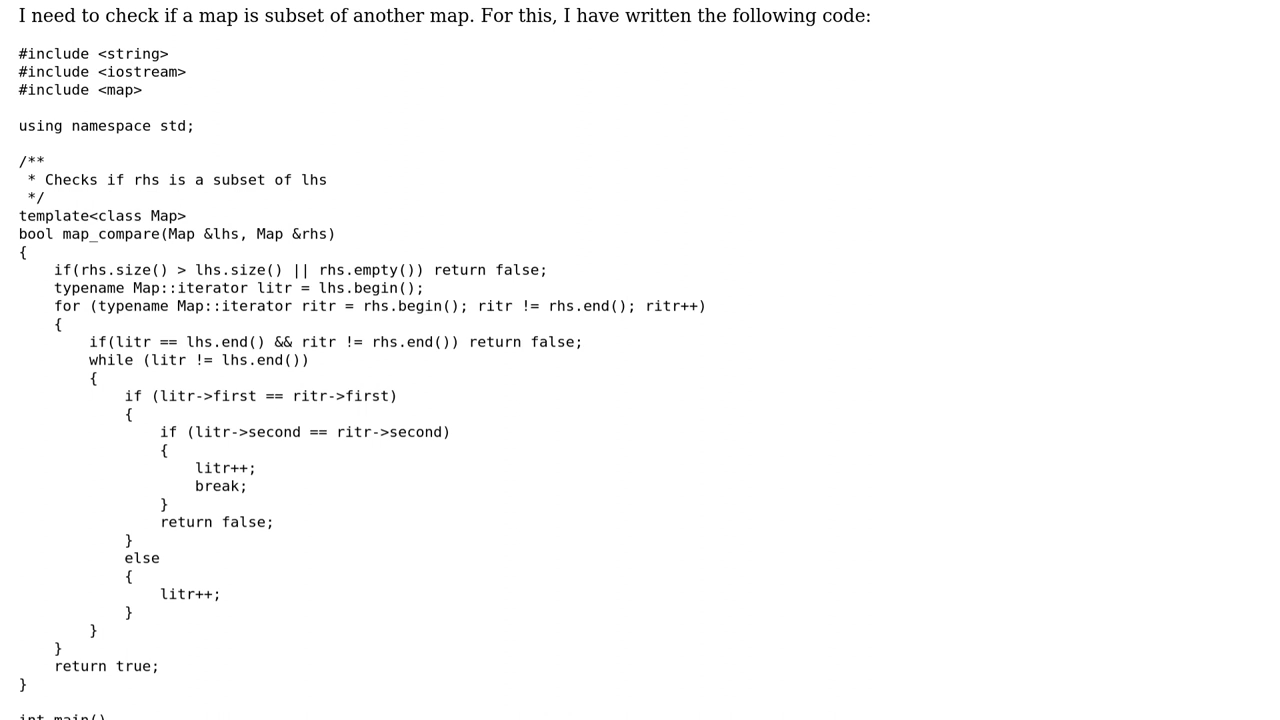 I need to check if a map is subset of another map. For this, I have written the following code:
#include <string>
#include <iostream>
#include <map>
using namespace std;
/**
 * Checks if rhs is a subset of lhs
 */
template<class Map>
bool map_compare(Map &lhs, Map &rhs)
{
    if(rhs.size() > lhs.size() || rhs.empty()) return false;
    typename Map::iterator litr = lhs.begin();
    for (typename Map::iterator ritr = rhs.begin(); ritr != rhs.end(); ritr++)
    {
        if(litr == lhs.end() && ritr != rhs.end()) return false;
        while (litr != lhs.end())
        {
            if (litr->first == ritr->first)
            {
                if (litr->second == ritr->second)
                {
                    litr++;
                    break;
                }
                return false;
            }
            else
            {
                litr++;
            }
        }
    }
    return true;
}
int main()